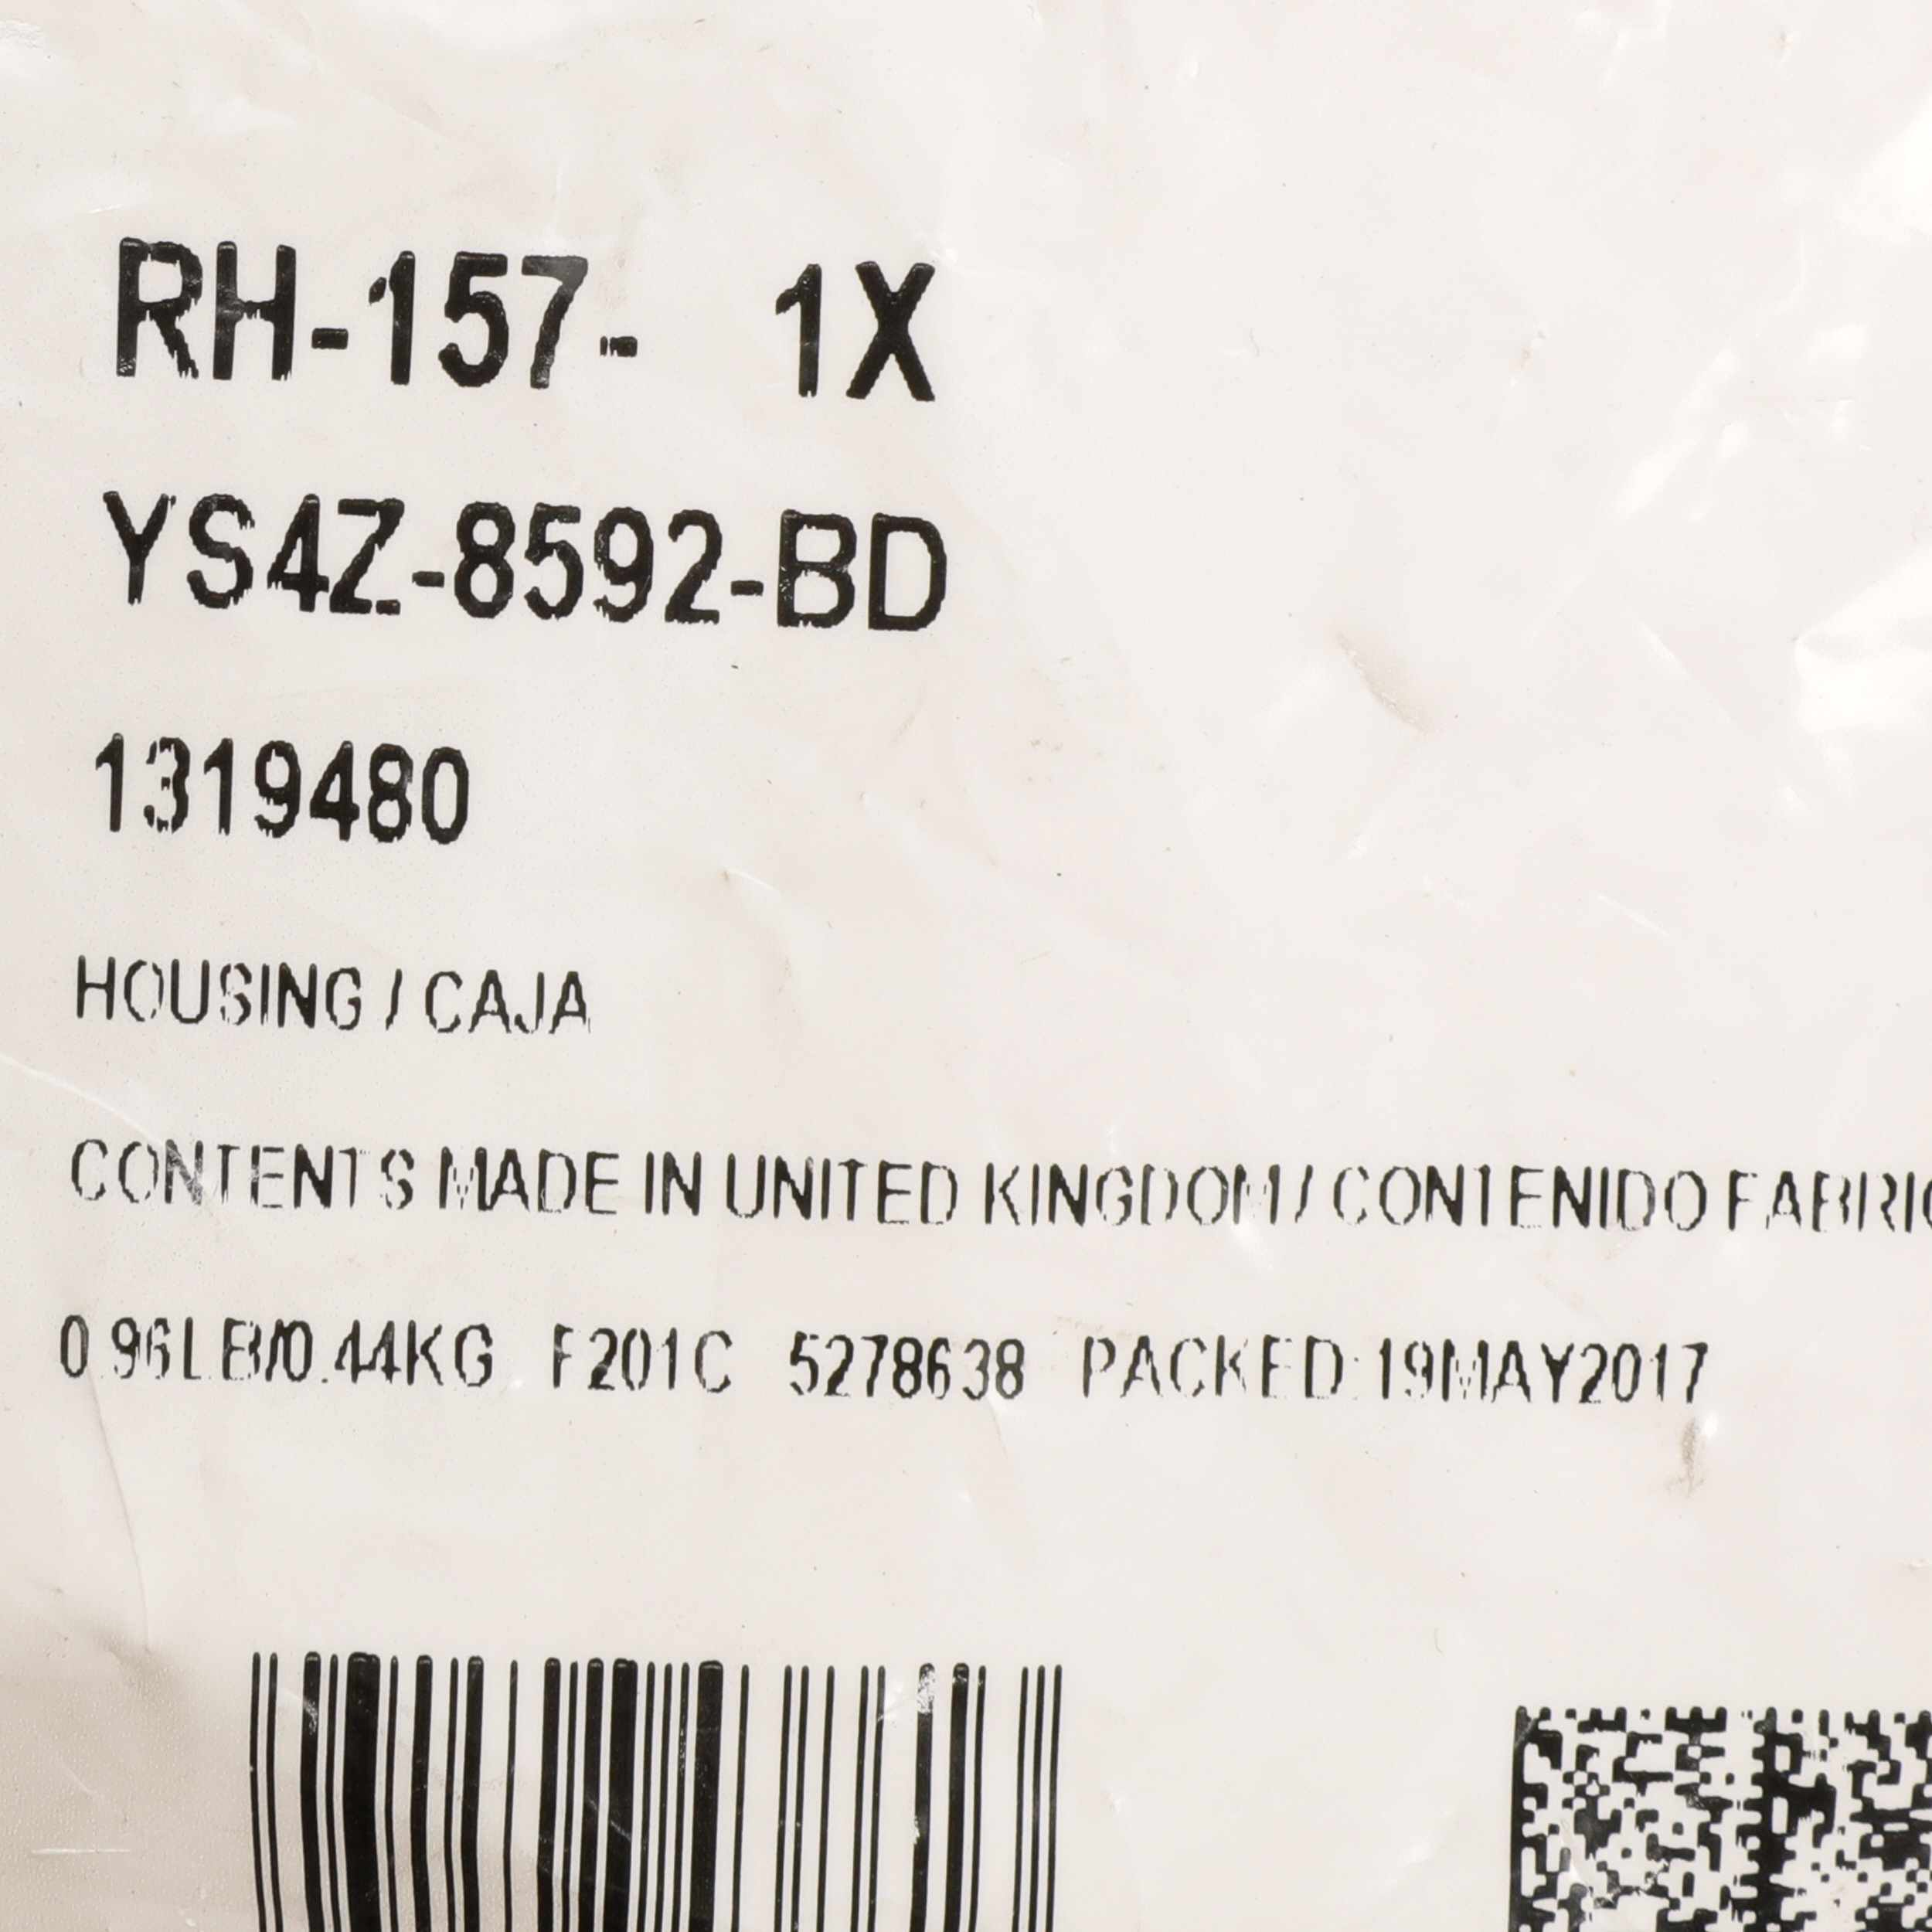 RH-157- 1X
YS4Z-8592-BD
1319480
HOUSING / CAJA
CONTENTS MADE IN UNITED KINGDOM / CONTENIDO FABRIC
0.96LB/0.44KG F201C 5278638 PACKED: 19MAY2017